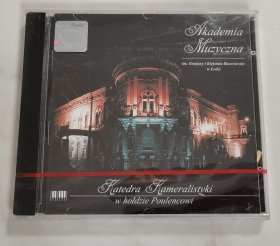 Akademia
Muzyczna
im. Grażyny i Kiejstuta Bacewiczów
w Łodzi
Katedra Kameralistyki
w hołdzie Poulencowi